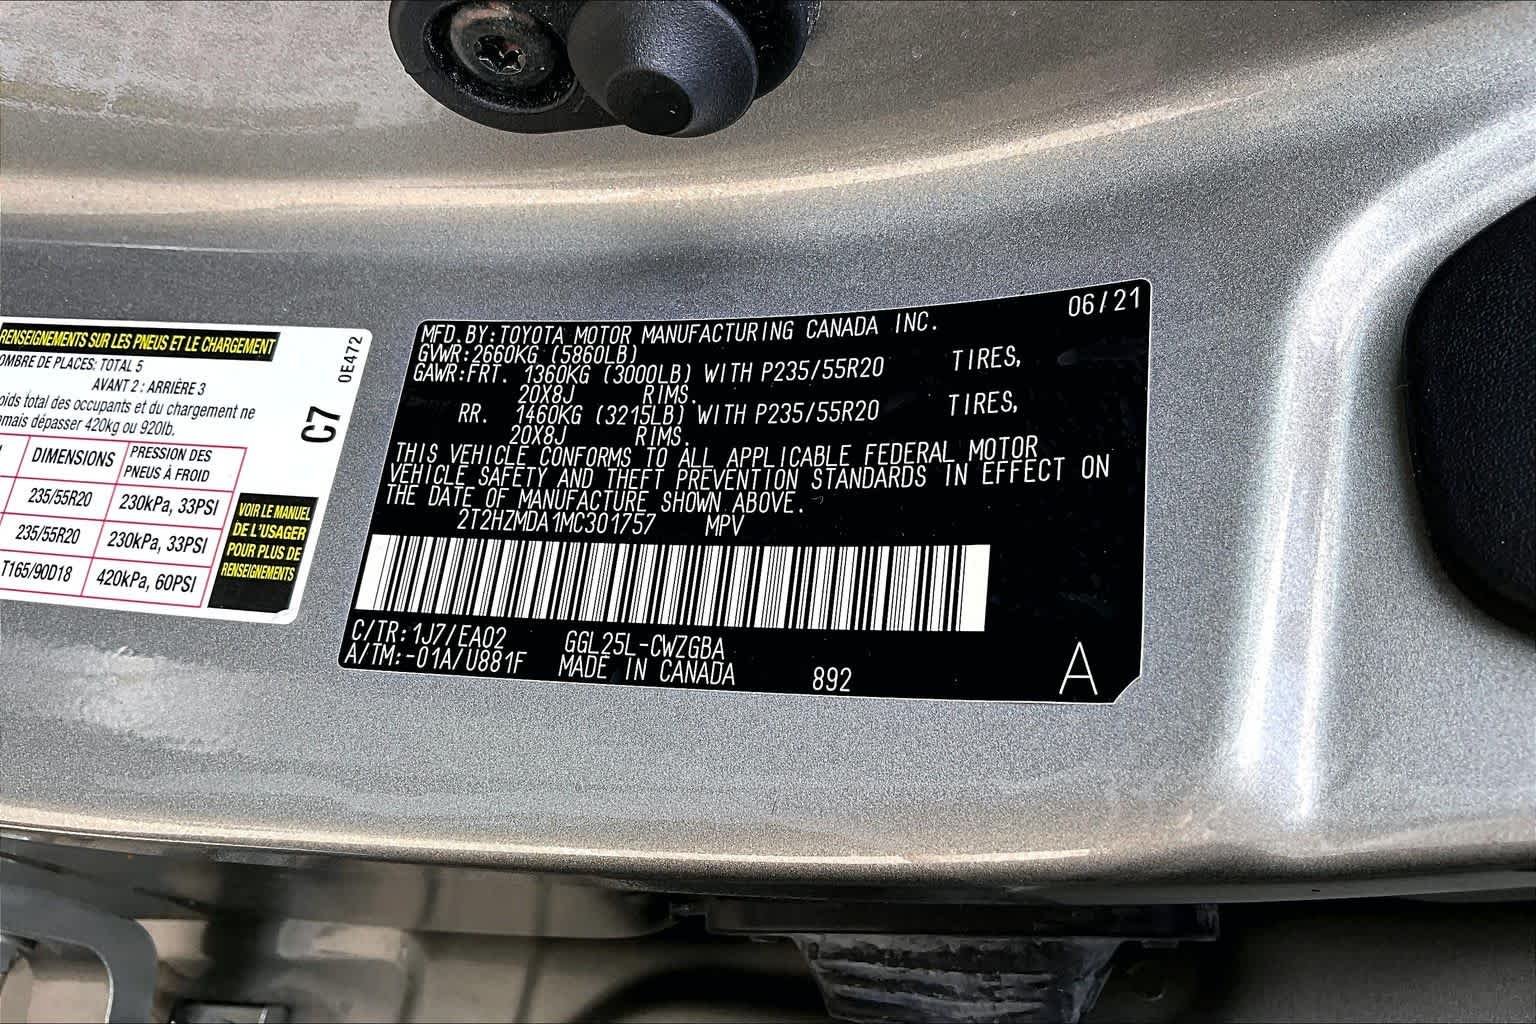 RENSEIGNEMENTS SUR LES PNEUS ET LE CHARGEMENT
OMBRE DE PLACES: TOTAL 5
AVANT 2 : ARRIÈRE 3
oids total des occupants et du chargement ne
amais dépasser 420kg ou 920lb.
DIMENSIONS PRESSION DES PNEUS À FROID
235/55R20 230kPa, 33PSI
235/55R20 230kPa, 33PSI
T165/90D18 420kPa, 60PSI
VOIR LE MANUEL
DE L'USAGER
POUR PLUS DE
RENSEIGNEMENTS
0E472
C7
06/21
MFD.BY:TOYOTA MOTOR MANUFACTURING CANADA INC.
GVWR:2660KG (5860LB)
GAWR:FRT. 1360KG (3000LB) WITH P235/55R20 TIRES,
20X8J RIMS.
RR. 1460KG (3215LB) WITH P235/55R20 TIRES,
20X8J RIMS.
THIS VEHICLE CONFORMS TO ALL APPLICABLE FEDERAL MOTOR
VEHICLE SAFETY AND THEFT PREVENTION STANDARDS IN EFFECT ON
THE DATE OF MANUFACTURE SHOWN ABOVE.
2T2HZMDA1MC301757 MPV
C/TR:1J7/EA02 GGL25L-CWZGBA
A/TM:-01A/U881F MADE IN CANADA 892
A